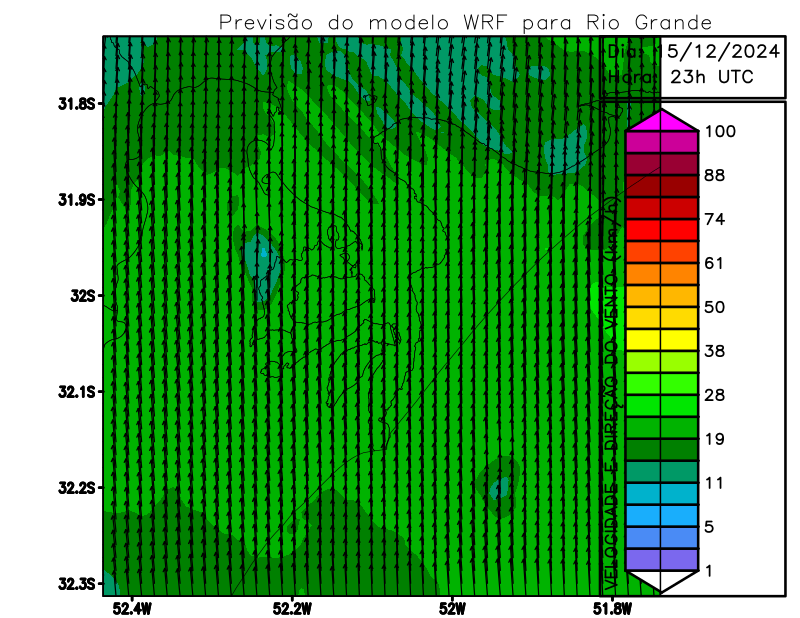 Previsão do modelo WRF para Rio Grande
Dia: 15/12/2024
Hora: 23h UTC
31.8S
31.9S
32S
32.1S
32.2S
32.3S
52.4W
52.2W
52W
51.8W
VELOCIDADE E DIREÇÃO DO VENTO (km/h)
100
88
74
61
50
38
28
19
11
5
1